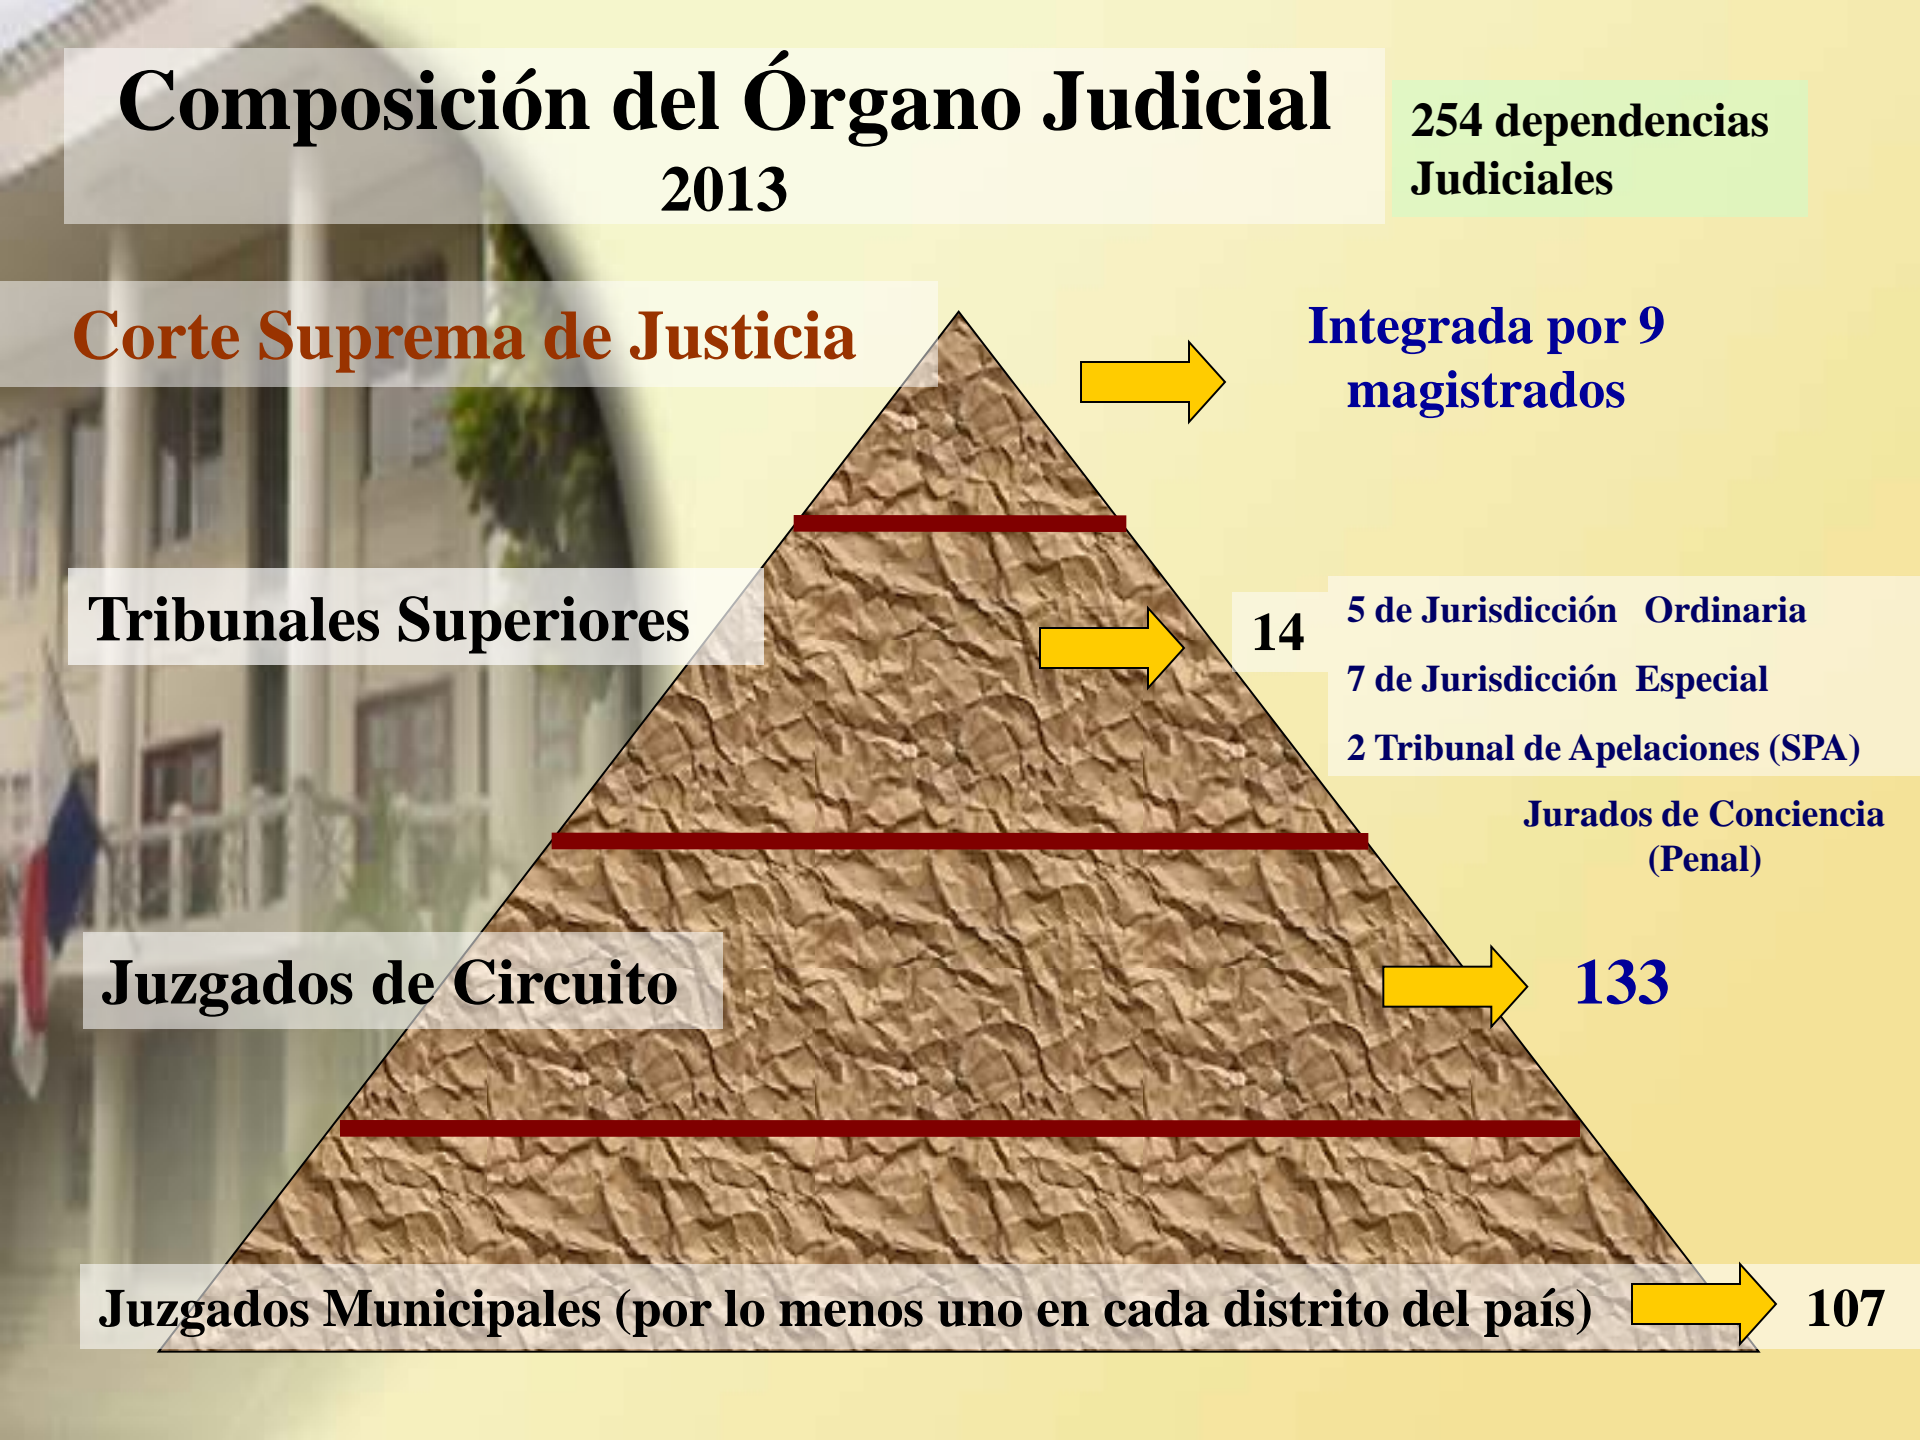 Composición del Órgano Judicial
2013
254 dependencias
Judiciales
Corte Suprema de Justicia
Integrada por 9
magistrados
Tribunales Superiores
14
5 de Jurisdicción Ordinaria
7 de Jurisdicción Especial
2 Tribunal de Apelaciones (SPA)
Jurados de Conciencia
(Penal)
Juzgados de Circuito
133
Juzgados Municipales (por lo menos uno en cada distrito del país)
107